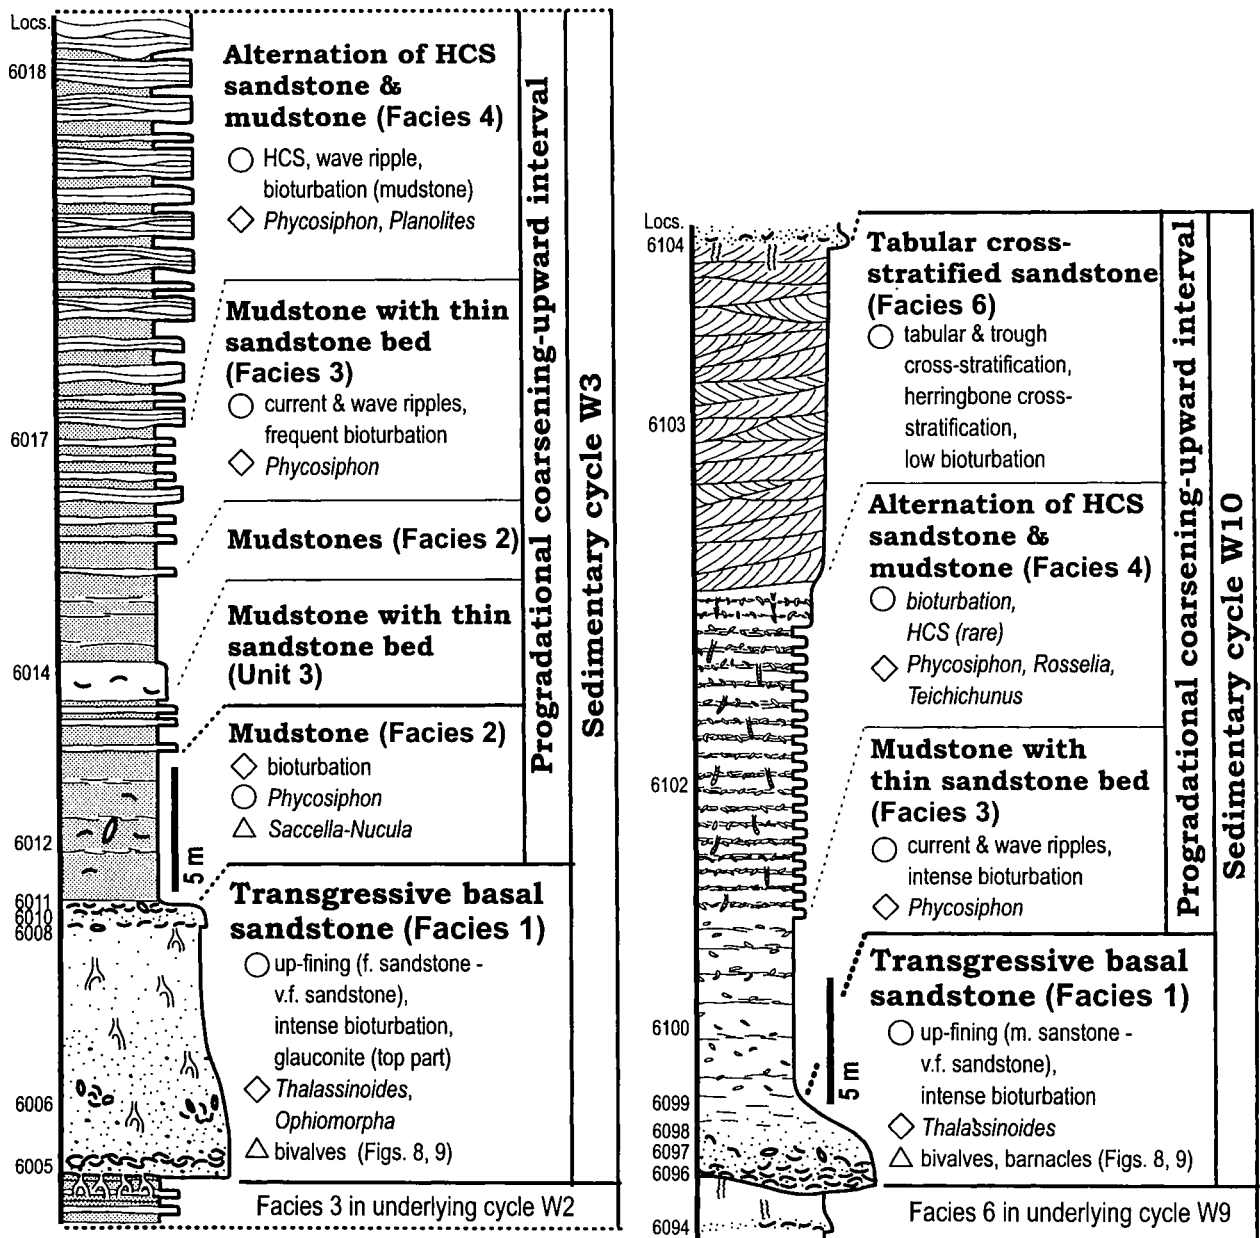 Locs.
6018
6017
6014
6012
6011
6010
6008
6006
6005
Alternation of HCS
sandstone &
mudstone (Facies 4)
HCS, wave ripple,
bioturbation (mudstone)
Phycosiphon, Planolites
Mudstone with thin
sandstone bed
(Facies 3)
current & wave ripples,
frequent bioturbation
Phycosiphon
Mudstones (Facies 2)
Mudstone with thin
sandstone bed
(Unit 3)
Mudstone (Facies 2)
bioturbation
Phycosiphon
Saccella-Nucula
5 m
Transgressive basal
sandstone (Facies 1)
up-fining (f. sandstone -
v.f. sandstone),
intense bioturbation,
glauconite (top part)
Thalassinoides,
Ophiomorpha
bivalves (Figs. 8, 9)
Facies 3 in underlying cycle W2
Progradational coarsening-upward interval
Sedimentary cycle W3
Locs.
6104
6103
6102
6100
6099
6098
6097
6096
6094
Tabular cross-
stratified sandstone
(Facies 6)
tabular & trough
cross-stratification,
herringbone cross-
stratification,
low bioturbation
Alternation of HCS
sandstone &
mudstone (Facies 4)
bioturbation,
HCS (rare)
Phycosiphon, Rosselia,
Teichichunus
Mudstone with
thin sandstone bed
(Facies 3)
current & wave ripples,
intense bioturbation
Phycosiphon
5 m
Transgressive basal
sandstone (Facies 1)
up-fining (m. sanstone -
v.f. sandstone),
intense bioturbation
Thalassinoides
bivalves, barnacles (Figs. 8, 9)
Facies 6 in underlying cycle W9
Progradational coarsening-upward interval
Sedimentary cycle W10